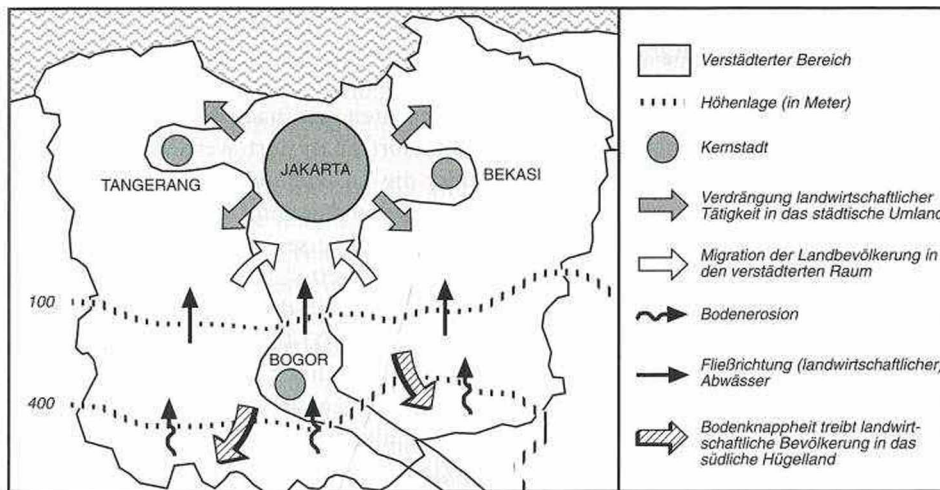 TANGERANG
JAKARTA
BEKASI
100
BOGOR
400
Verstädterter Bereich
Höhenlage (in Meter)
Kernstadt
Verdrängung landwirtschaftlicher
Tätigkeit in das städtische Umland
Migration der Landbevölkerung in
den verstädterten Raum
Bodenerosion
Fließrichtung (landwirtschaftlicher)
Abwässer
Bodenknappheit treibt landwirt-
schaftliche Bevölkerung in das
südliche Hügelland